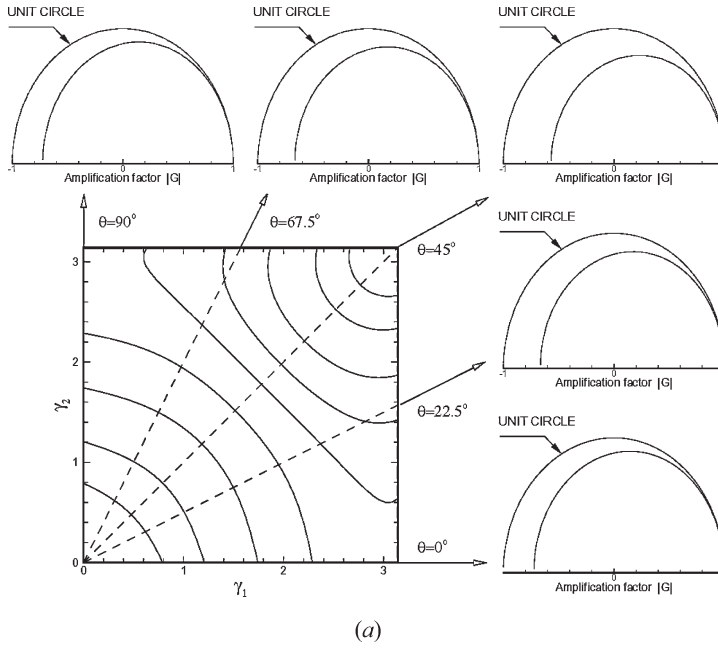 UNIT CIRCLE
-1 0 1
Amplification factor |G|
UNIT CIRCLE
-1 0 1
Amplification factor |G|
UNIT CIRCLE
-1 0
Amplification factor |G|
θ=90°
θ=67.5°
θ=45°
UNIT CIRCLE
-1 0
Amplification factor |G|
θ=22.5°
UNIT CIRCLE
0
Amplification factor |G|
θ=0°
3
2
γ2
1
0
0 1 2 3
γ1
(a)